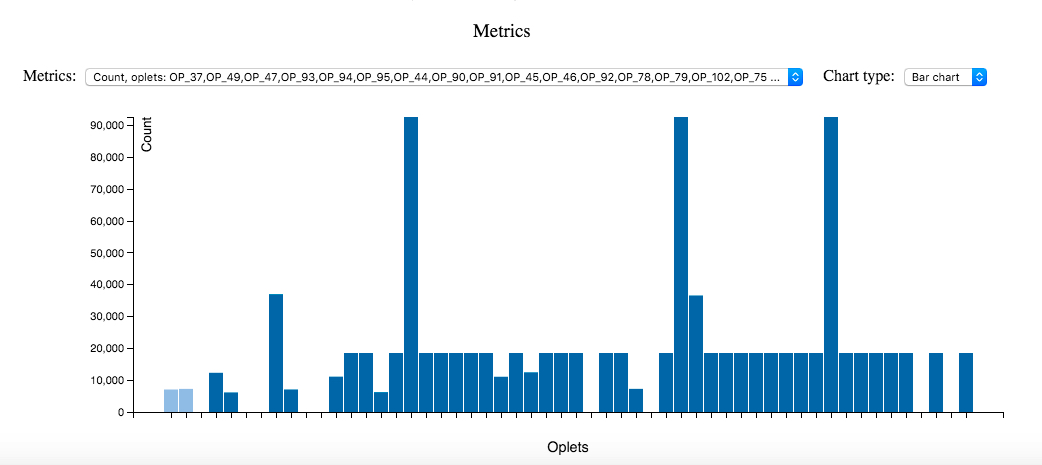 Metrics
Metrics: Count, oplets: OP_37,OP_49,OP_47,OP_93,OP_94,OP_95,OP_44,OP_90,OP_91,OP_45,OP_46,OP_92,OP_78,OP_79,OP_102,OP_75 ... Chart type: Bar chart
Count
90,000
80,000
70,000
60,000
50,000
40,000
30,000
20,000
10,000
0
Oplets